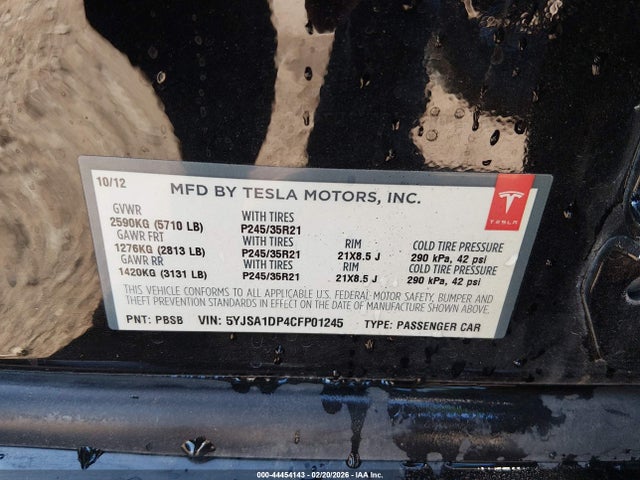 10/12
MFD BY TESLA MOTORS, INC.
TESLA
GVWR WITH TIRES
2590KG (5710 LB) P245/35R21
GAWR FRT WITH TIRES RIM COLD TIRE PRESSURE
1276KG (2813 LB) P245/35R21 21X8.5 J 290 kPa, 42 psi
GAWR RR WITH TIRES RIM COLD TIRE PRESSURE
1420KG (3131 LB) P245/35R21 21X8.5 J 290 kPa, 42 psi
THIS VEHICLE CONFORMS TO ALL APPLICABLE U.S. FEDERAL MOTOR SAFETY, BUMPER AND
THEFT PREVENTION STANDARDS IN EFFECT ON THE DATE OF MANUFACTURE SHOWN ABOVE.
PNT: PBSB VIN: 5YJSA1DP4CFP01245 TYPE: PASSENGER CAR
000-44454143 - 02/20/2026 - IAA Inc.